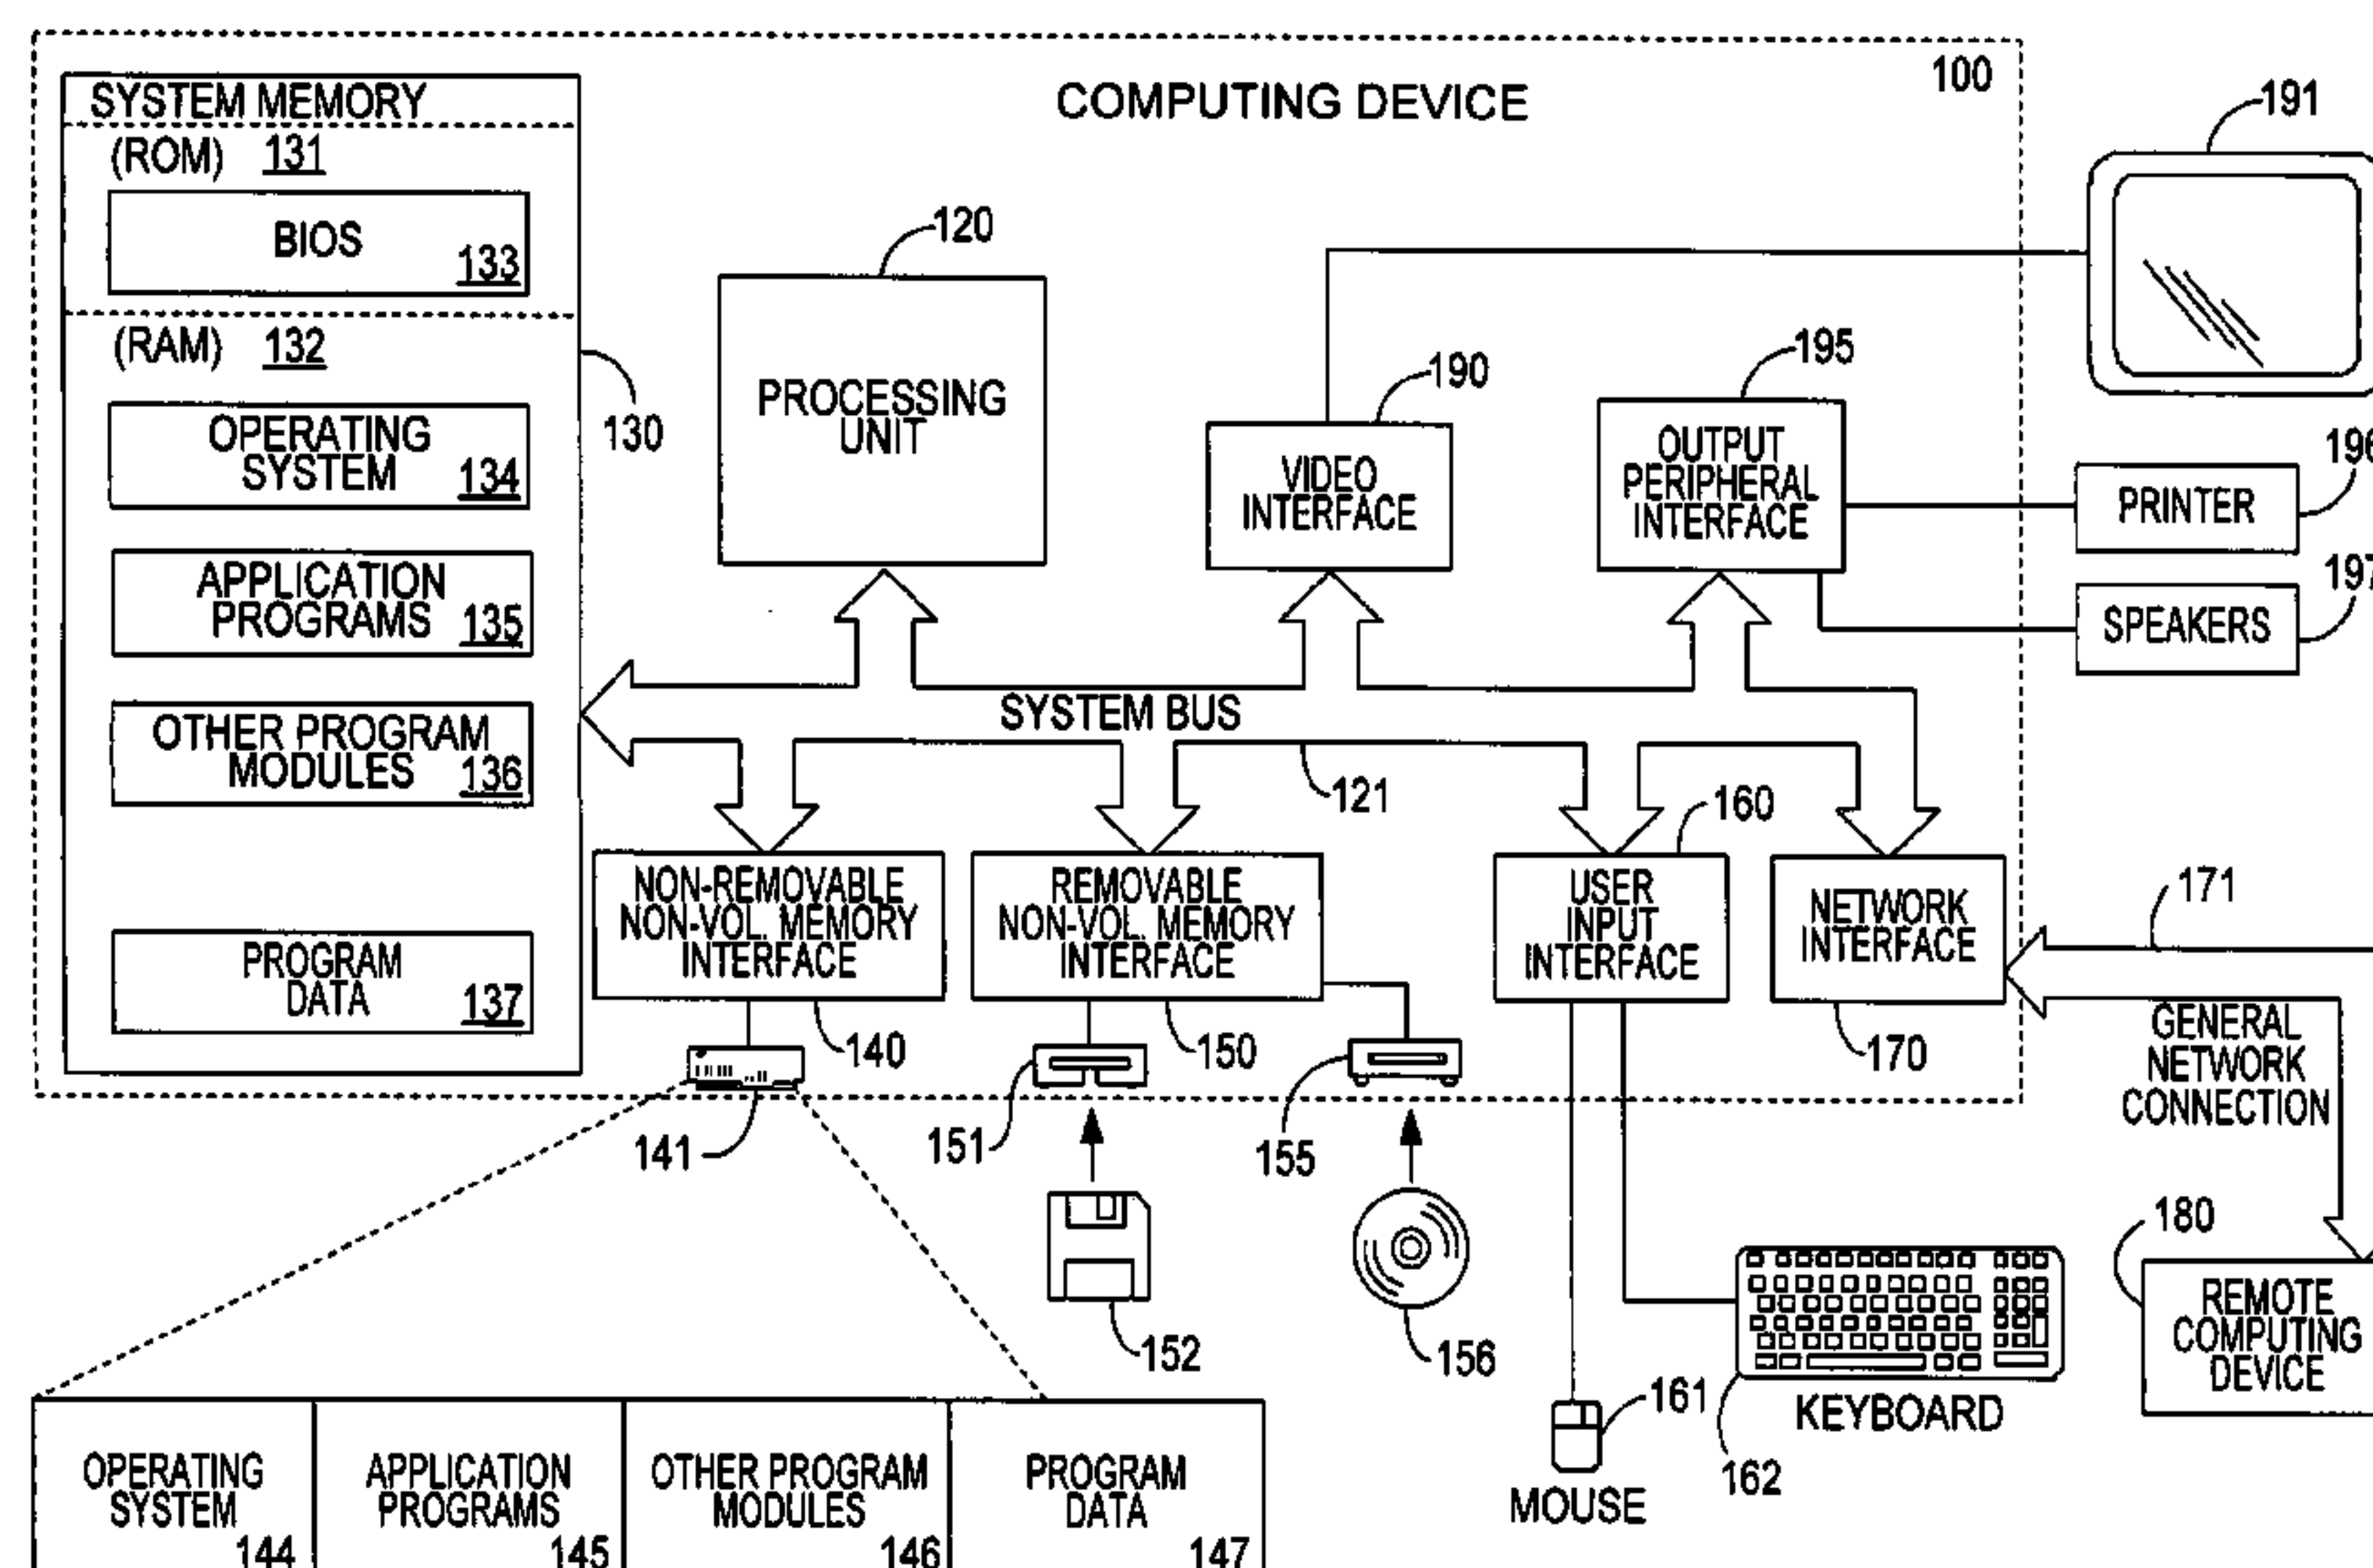 100
COMPUTING DEVICE
SYSTEM MEMORY
(ROM) 131
BIOS
133
(RAM) 132
OPERATING
SYSTEM 134
APPLICATION
PROGRAMS 135
OTHER PROGRAM
MODULES 136
PROGRAM
DATA 137
130
120
PROCESSING
UNIT
190
VIDEO
INTERFACE
195
OUTPUT
PERIPHERAL
INTERFACE
191
196
PRINTER
197
SPEAKERS
SYSTEM BUS
121
NON-REMOVABLE
NON-VOL. MEMORY
INTERFACE
140
REMOVABLE
NON-VOL. MEMORY
INTERFACE
150
160
USER
INPUT
INTERFACE
NETWORK
INTERFACE
170
171
GENERAL
NETWORK
CONNECTION
141
151
155
152
156
180
REMOTE
COMPUTING
DEVICE
161
MOUSE
162
KEYBOARD
OPERATING
SYSTEM
144
APPLICATION
PROGRAMS
145
OTHER PROGRAM
MODULES
146
PROGRAM
DATA
147